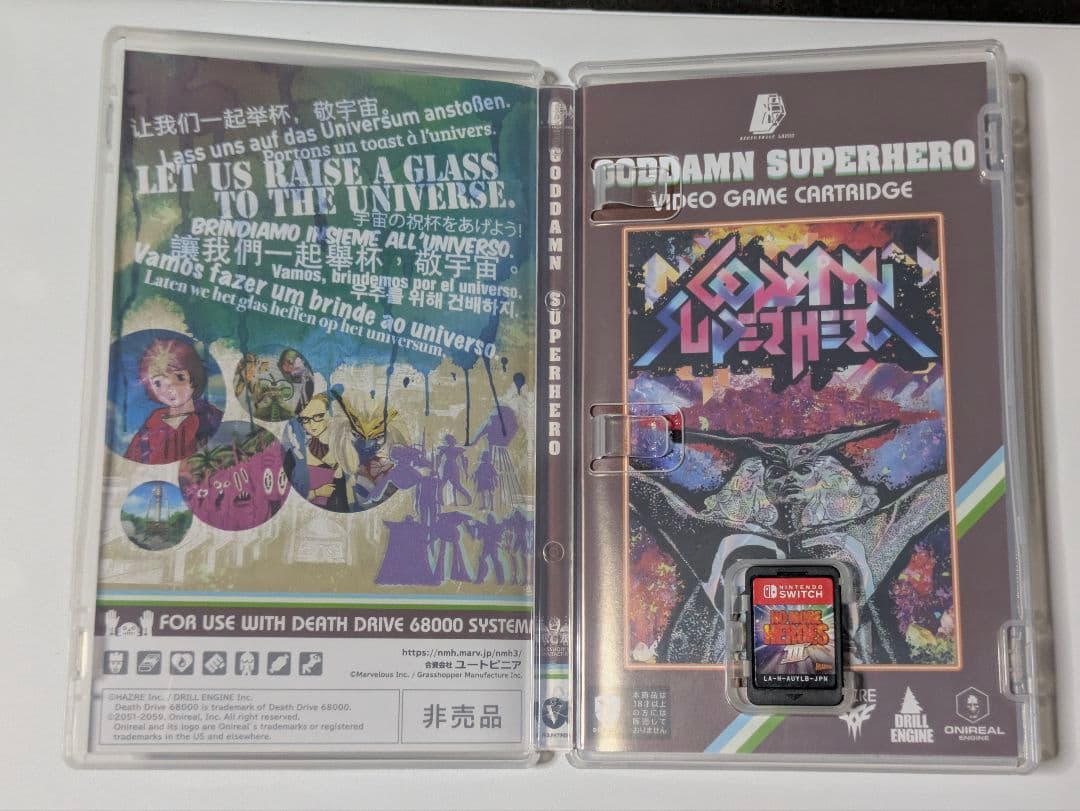 让我们一起举杯，敬宇宙。
Lass uns auf das Universum anstoßen.
Portons un toast à l'univers.
LET US RAISE A GLASS
TO THE UNIVERSE.
宇宙の祝杯をあげよう!
BRINDIAMO INSIEME ALL'UNIVERSO.
讓我們一起舉杯，敬宇宙。
Vamos, brindemos por el universo.
Vamos fazer um brinde ao universo.
우주를 위해 건배하지.
Laten we het glas heffen op het universum.
FOR USE WITH DEATH DRIVE 68000 SYSTEM
https://nmh.marv.jp/nmh3/
合資会社 ユートピニア
©Marvelous Inc. / Grasshopper Manufacture Inc.
©HAZRE Inc. / DRILL ENGINE Inc.
Death Drive 68000 is trademark of Death Drive 68000.
©2051-2059. Onireal, Inc. All right reserved.
Onireal and its logo are Onireal's trademarks or registered
trademarks in the US and elsewhere.
非売品
GODDAMN SUPERHERO
GODDAMN SUPERHERO
VIDEO GAME CARTRIDGE
GODDAMN
SUPERHERO
NINTENDO
SWITCH
NO MORE
HEROES
III
LA-H-AUYLB-JPN
本商品は
18才以上
の方には
販売して
おりません
DRILL
ENGINE
ONIREAL
ENGINE